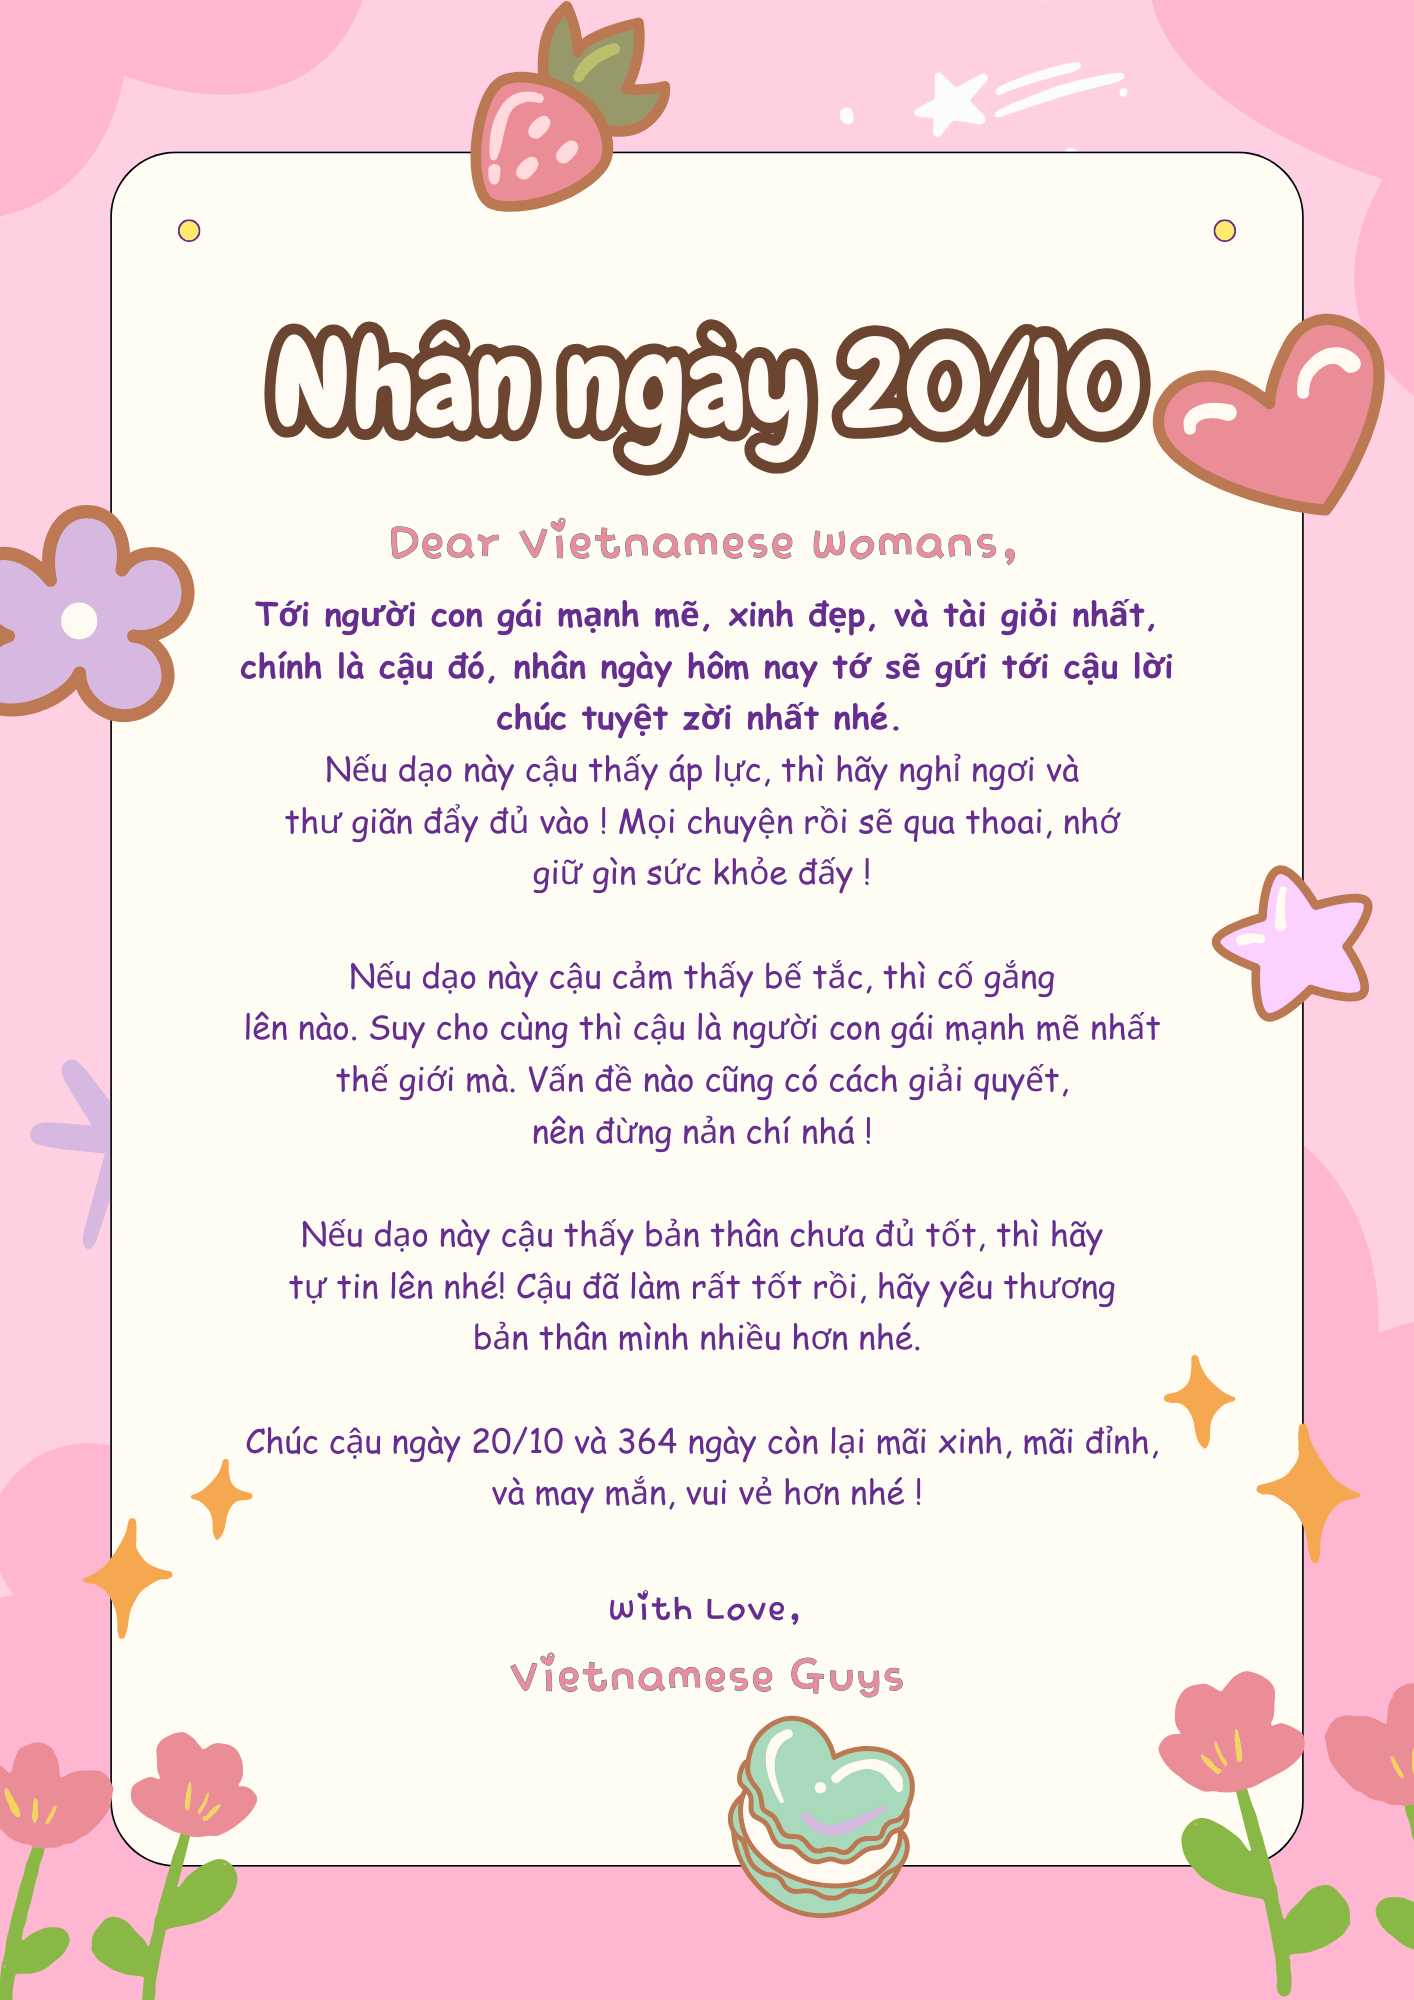 Nhân ngày 20/10
Dear Vietnamese Womans,
Tới người con gái mạnh mẽ, xinh đẹp, và tài giỏi nhất,
chính là cậu đó, nhân ngày hôm nay tớ sẽ gứi tới cậu lời
chúc tuyệt zời nhất nhé.
Nếu dạo này cậu thấy áp lực, thì hãy nghỉ ngơi và
thư giãn đẩy đủ vào ! Mọi chuyện rồi sẽ qua thoai, nhớ
giữ gìn sức khỏe đấy !
Nếu dạo này cậu cảm thấy bế tắc, thì cố gắng
lên nào. Suy cho cùng thì cậu là người con gái mạnh mẽ nhất
thế giới mà. Vấn đề nào cũng có cách giải quyết,
nên đừng nản chí nhá !
Nếu dạo này cậu thấy bản thân chưa đủ tốt, thì hãy
tự tin lên nhé! Cậu đã làm rất tốt rồi, hãy yêu thương
bản thân mình nhiều hơn nhé.
Chúc cậu ngày 20/10 và 364 ngày còn lại mãi xinh, mãi đỉnh,
và may mắn, vui vẻ hơn nhé !
With Love,
Vietnamese Guys